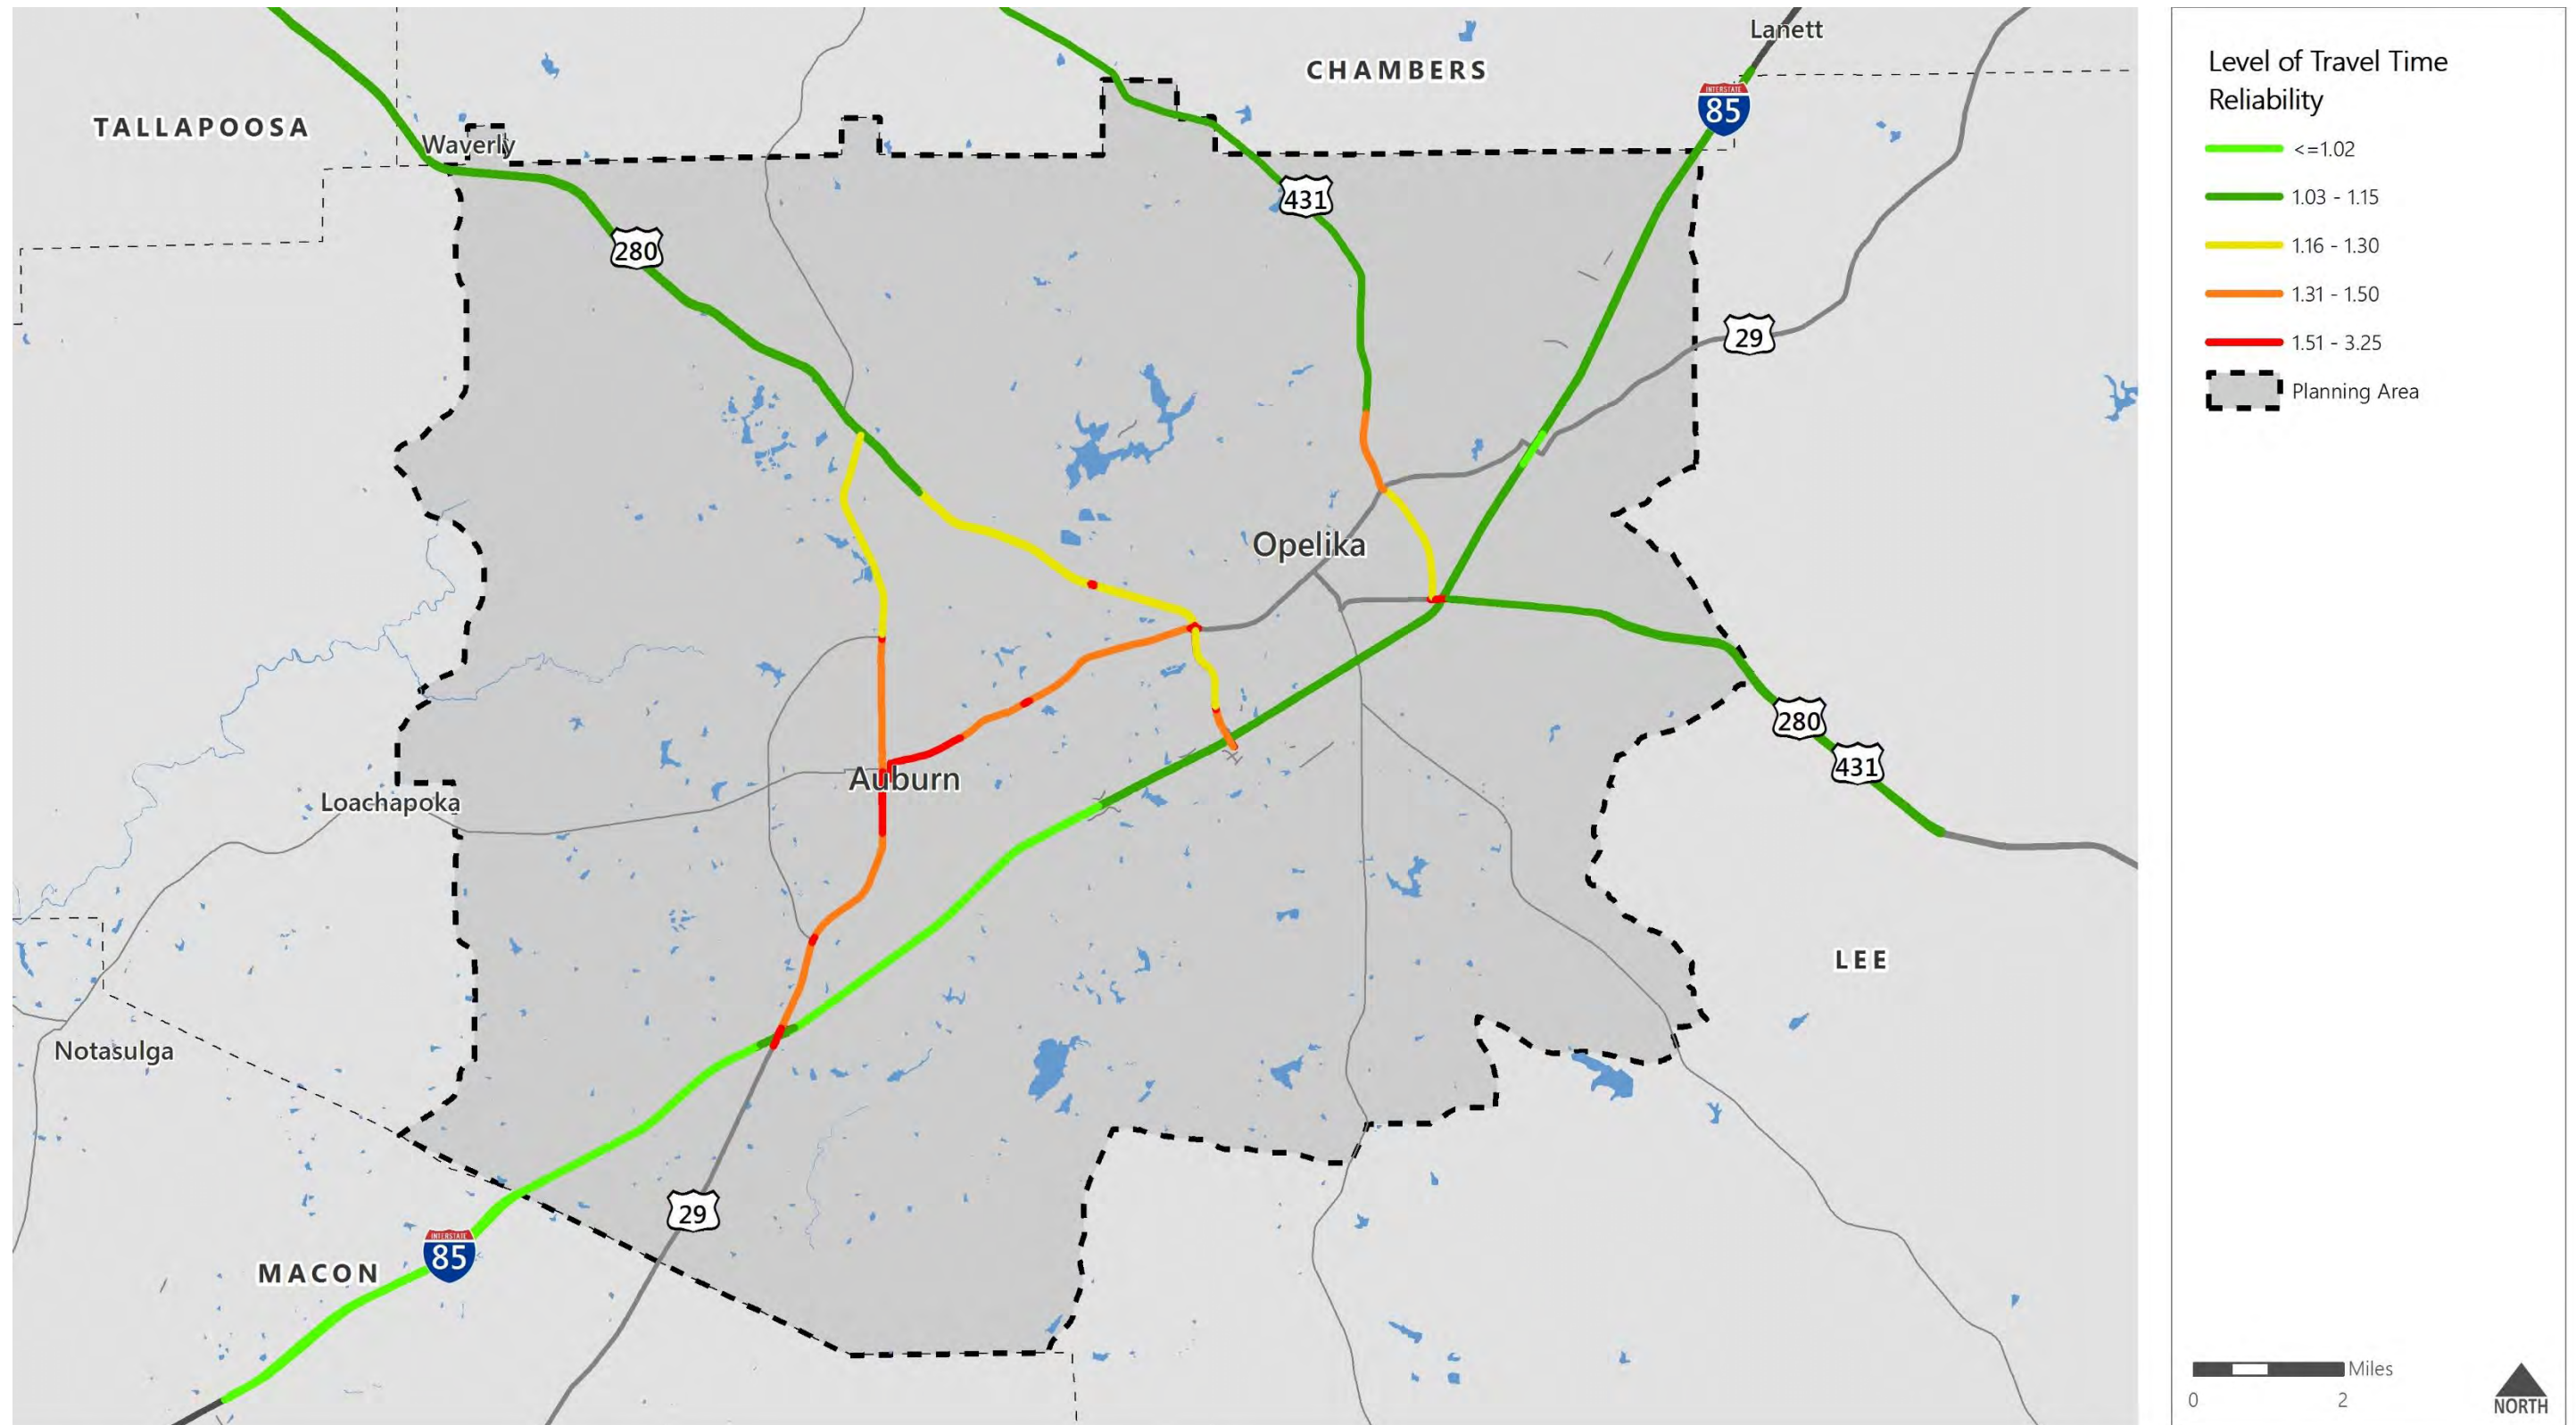 Lanett
CHAMBERS
INTERSTATE
85
TALLAPOOSA
Waverly
431
280
29
Opelika
280
431
Auburn
Loachapoka
LEE
Notasulga
29
INTERSTATE
85
MACON
Level of Travel Time
Reliability
<=1.02
1.03 - 1.15
1.16 - 1.30
1.31 - 1.50
1.51 - 3.25
Planning Area
Miles
0 2
NORTH